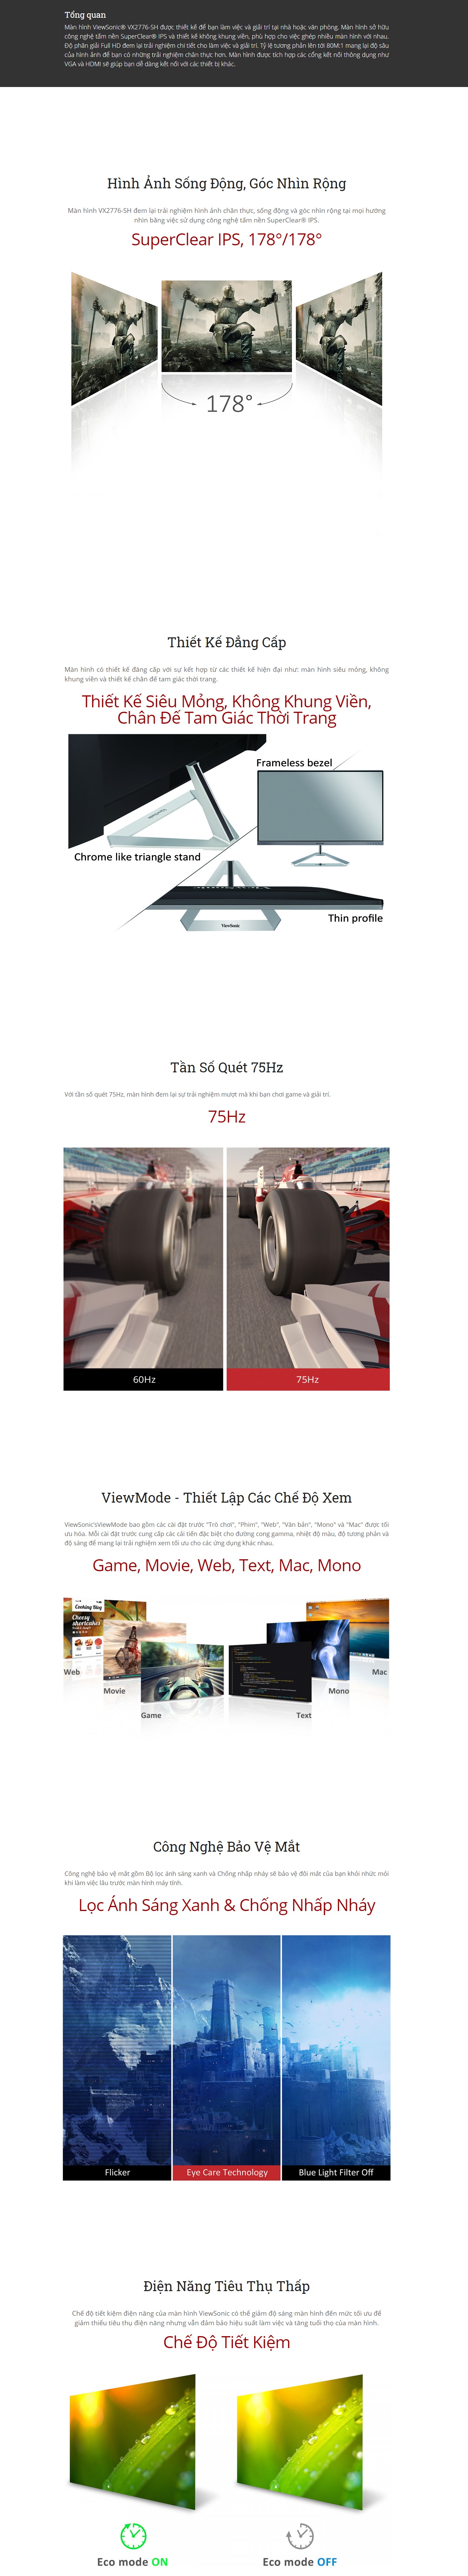 Tổng quan
Màn hình ViewSonic® VX2776-SH được thiết kế để bạn làm việc và giải trí tại nhà hoặc văn phòng. Màn hình sở hữu
công nghệ tấm nền SuperClear® IPS và thiết kế không khung viền, phù hợp cho việc ghép nhiều màn hình với nhau.
Độ phân giải Full HD đem lại trải nghiệm chi tiết cho làm việc và giải trí. Tỷ lệ tương phản lên tới 80M:1 mang lại độ sâu
của hình ảnh để bạn có những trải nghiệm chân thực hơn. Màn hình được tích hợp các cổng kết nối thông dụng như
VGA và HDMI sẽ giúp bạn dễ dàng kết nối với các thiết bị khác.
Hình Ảnh Sống Động, Góc Nhìn Rộng
Màn hình VX2776-SH đem lại trải nghiệm hình ảnh chân thực, sống động và góc nhìn rộng tại mọi hướng
nhìn bằng việc sử dụng công nghệ tấm nền SuperClear® IPS.
SuperClear IPS, 178°/178°
178°
Thiết Kế Đẳng Cấp
Màn hình có thiết kế đẳng cấp với sự kết hợp từ các thiết kế hiện đại như: màn hình siêu mỏng, không
khung viền và thiết kế chân đế tam giác thời trang.
Thiết Kế Siêu Mỏng, Không Khung Viền,
Chân Đế Tam Giác Thời Trang
Frameless bezel
Chrome like triangle stand
Thin profile
ViewSonic
Tần Số Quét 75Hz
Với tần số quét 75Hz, màn hình đem lại sự trải nghiệm mượt mà khi bạn chơi game và giải trí.
75Hz
60Hz
75Hz
ViewMode - Thiết Lập Các Chế Độ Xem
ViewSonic'sViewMode bao gồm các cài đặt trước "Trò chơi", "Phim", "Web", "Văn bản", "Mono" và "Mac" được tối
ưu hóa. Mỗi cài đặt trước cung cấp các cải tiến đặc biệt cho đường cong gamma, nhiệt độ màu, độ tương phản và
độ sáng để mang lại trải nghiệm xem tối ưu cho các ứng dụng khác nhau.
Game, Movie, Web, Text, Mac, Mono
Cooking Blog
Cheesy
shortcakes
Web
Movie
Game
Text
Mono
Mac
Công Nghệ Bảo Vệ Mắt
Công nghệ bảo vệ mắt gồm Bộ lọc ánh sáng xanh và Chống nhấp nháy sẽ bảo vệ đôi mắt của bạn khỏi nhức mỏi
khi làm việc lâu trước màn hình máy tính.
Lọc Ánh Sáng Xanh & Chống Nhấp Nháy
Flicker
Eye Care Technology
Blue Light Filter Off
Điện Năng Tiêu Thụ Thấp
Chế độ tiết kiệm điện năng của màn hình ViewSonic có thể giảm độ sáng màn hình đến mức tối ưu để
giảm thiểu tiêu thụ điện năng nhưng vẫn đảm bảo hiệu suất làm việc và tăng tuổi thọ của màn hình.
Chế Độ Tiết Kiệm
Eco mode ON
Eco mode OFF